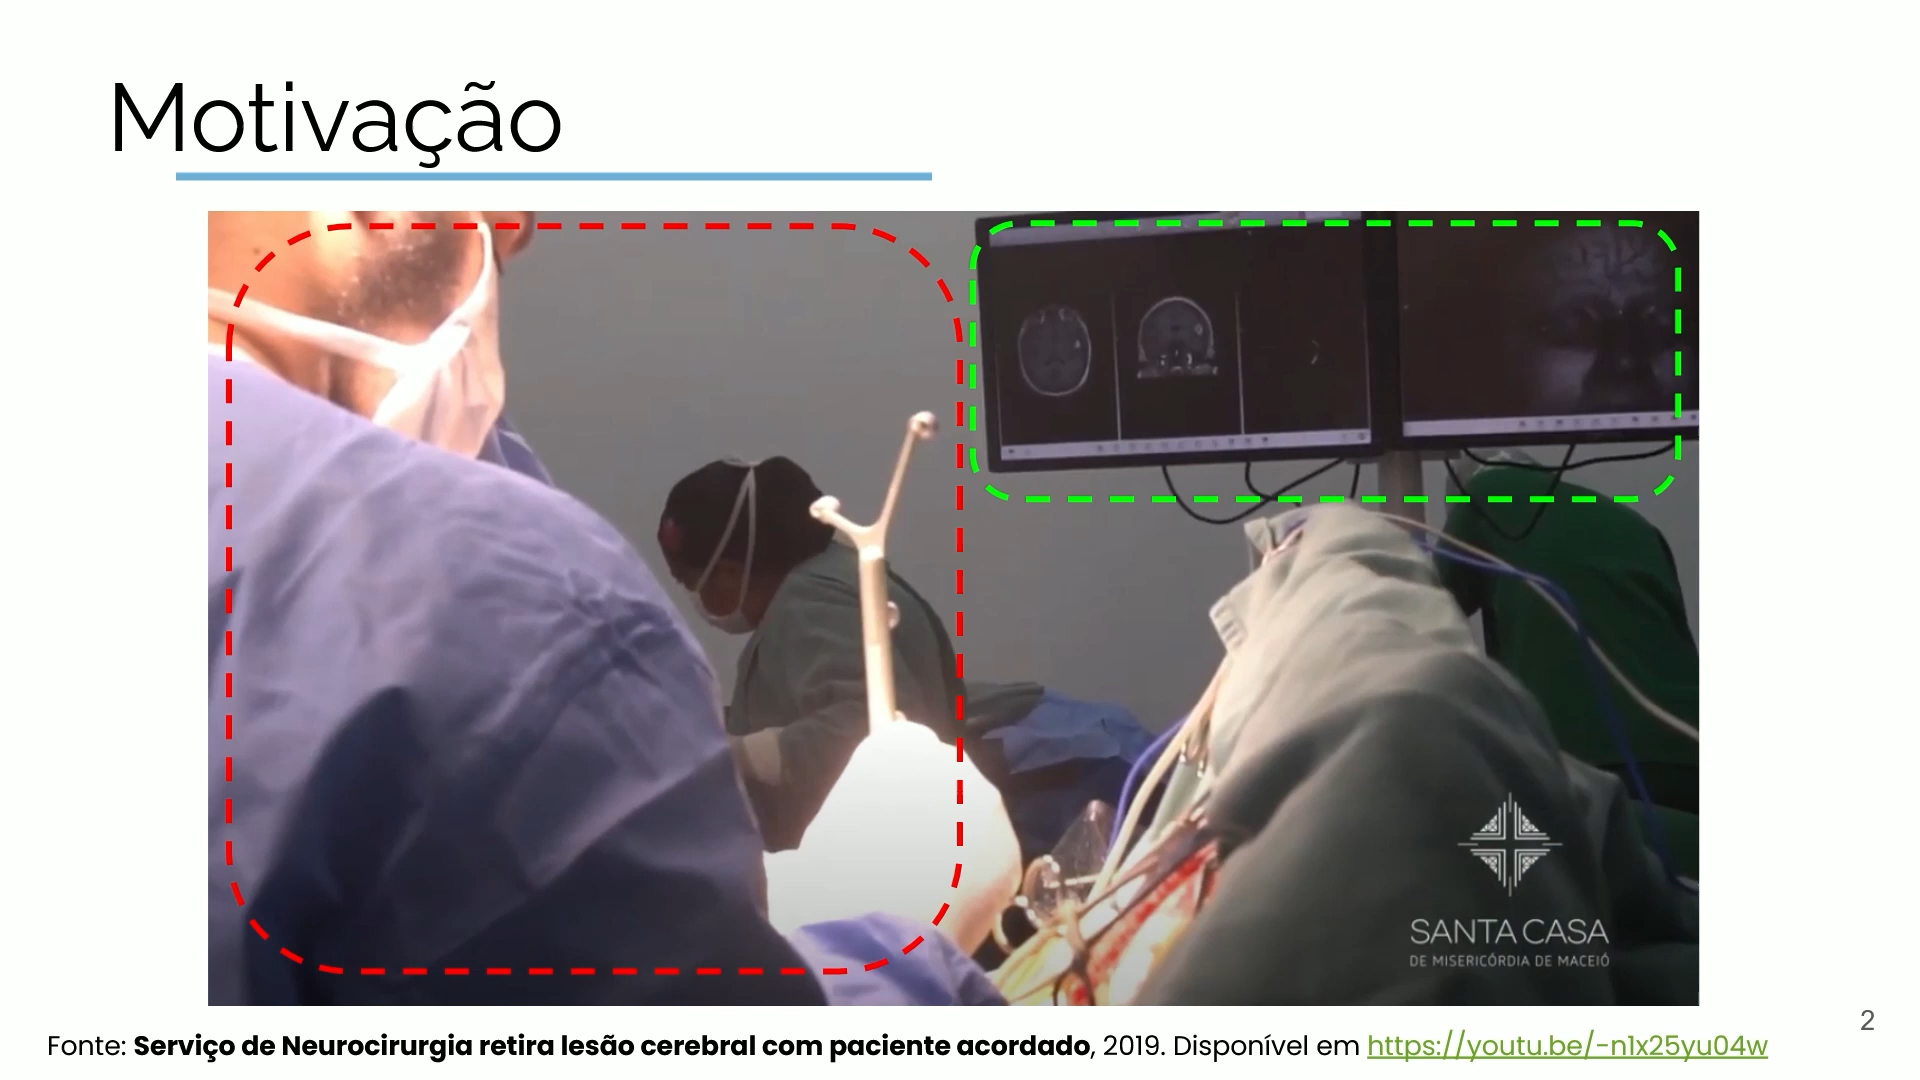 Motivação
SANTA CASA
DE MISERICÓRDIA DE MACEIÓ
2
Fonte: Serviço de Neurocirurgia retira lesão cerebral com paciente acordado, 2019. Disponível em https://youtu.be/-n1x25yu04w